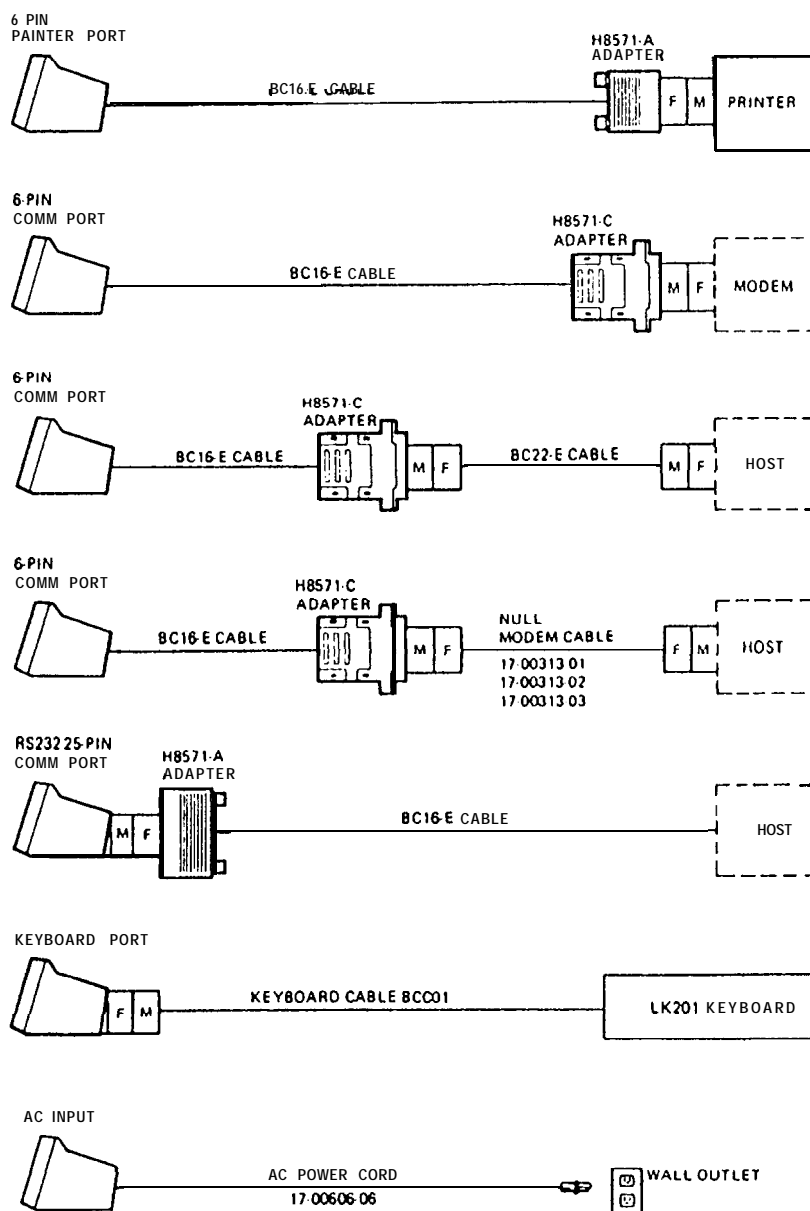 6 PIN
PAINTER PORT
H8571-A
ADAPTER
BC16-E CABLE
F M
PRINTER
6-PIN
COMM PORT
H8571-C
ADAPTER
BC16-E CABLE
M F
MODEM
6-PIN
COMM PORT
H8571-C
ADAPTER
BC16-E CABLE
M F
BC22-E CABLE
M F
HOST
6-PIN
COMM PORT
H8571-C
ADAPTER
BC16-E CABLE
M F
NULL
MODEM CABLE
17-00313-01
17-00313-02
17-00313-03
F M
HOST
RS232 25-PIN
COMM PORT
H8571-A
ADAPTER
M F
BC16-E CABLE
HOST
KEYBOARD PORT
F M
KEYBOARD CABLE BCC01
LK201 KEYBOARD
AC INPUT
AC POWER CORD
17-00606-06
WALL OUTLET